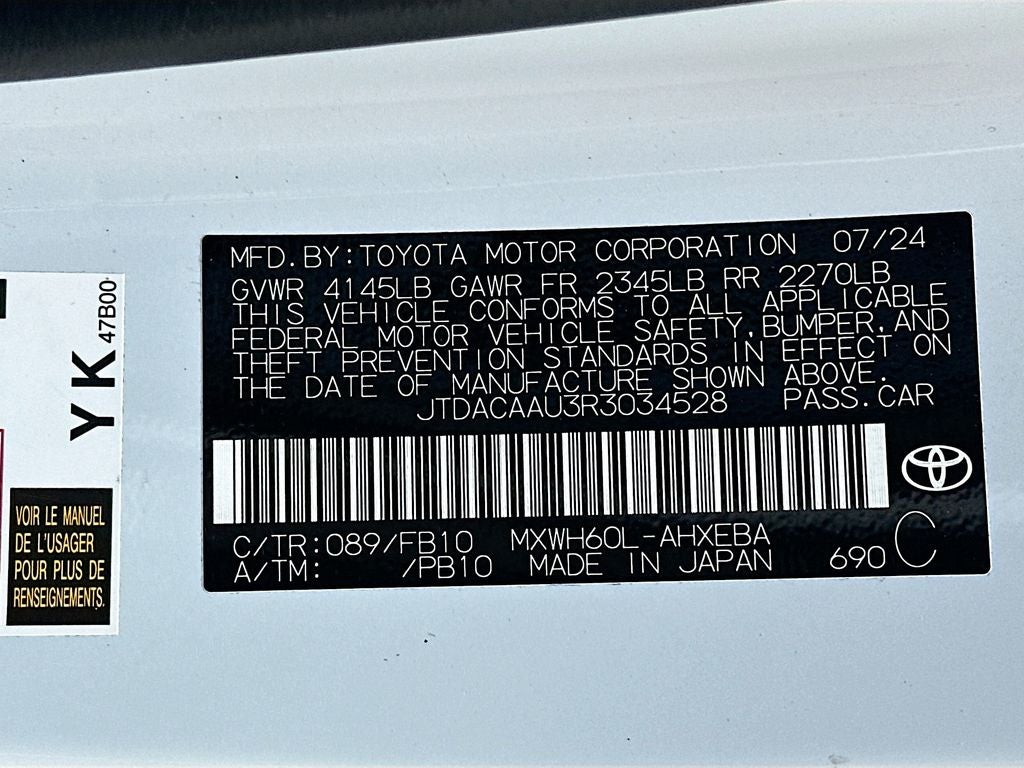 MFD.BY:TOYOTA MOTOR CORPORATION 07/24
GVWR 4145LB GAWR FR 2345LB RR 2270LB
THIS VEHICLE CONFORMS TO ALL APPLICABLE
FEDERAL MOTOR VEHICLE SAFETY,BUMPER,AND
THEFT PREVENTION STANDARDS IN EFFECT ON
THE DATE OF MANUFACTURE SHOWN ABOVE.
JTDACAAU3R3034528 PASS.CAR
C/TR:089/FB10 MXWH60L-AHXEBA
A/TM: /PB10 MADE IN JAPAN 690 C
YK 47B00
VOIR LE MANUEL
DE L'USAGER
POUR PLUS DE
RENSEIGNEMENTS.